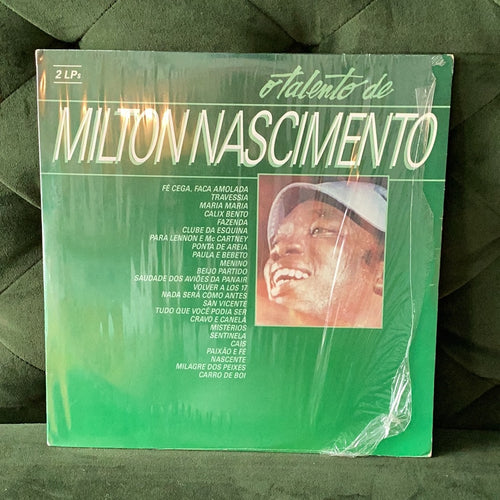 2 LPs
o talento de
MILTON NASCIMENTO
FÉ CEGA, FACA AMOLADA
TRAVESSIA
MARIA MARIA
CALIX BENTO
FAZENDA
CLUBE DA ESQUINA
PARA LENNON E Mc CARTNEY
PONTA DE AREIA
PAULA E BEBETO
MENINO
BEIJO PARTIDO
SAUDADE DOS AVIÕES DA PANAIR
VOLVER A LOS 17
NADA SERÁ COMO ANTES
SAN VICENTE
TUDO QUE VOCÊ PODIA SER
CRAVO E CANELA
MISTÉRIOS
SENTINELA
CAIS
PAIXÃO E FÉ
NASCENTE
MILAGRE DOS PEIXES
CARRO DE BOI